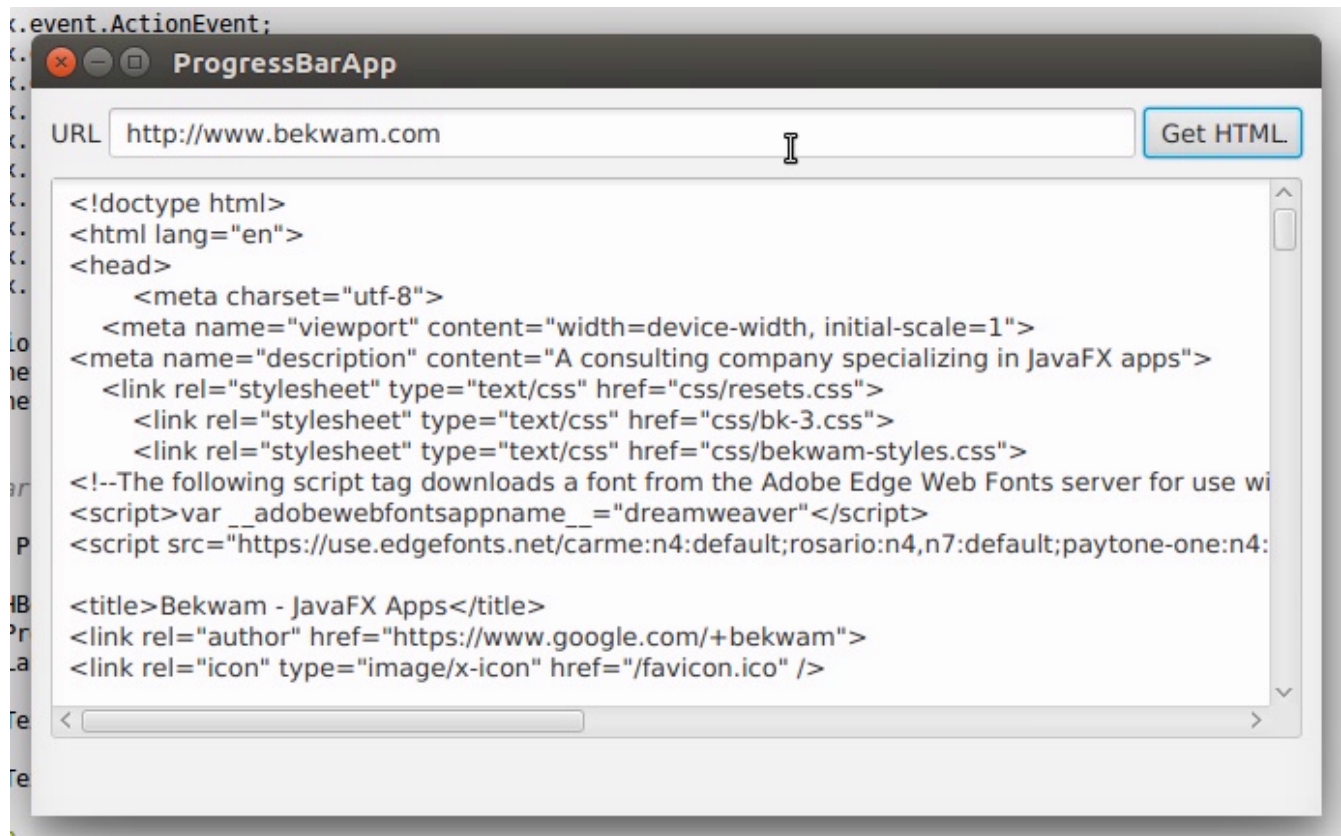 x.event.ActionEvent;
ProgressBarApp
URL http://www.bekwam.com Get HTML
<!doctype html>
<html lang="en">
<head>
<meta charset="utf-8">
<meta name="viewport" content="width=device-width, initial-scale=1">
<meta name="description" content="A consulting company specializing in JavaFX apps">
<link rel="stylesheet" type="text/css" href="css/resets.css">
<link rel="stylesheet" type="text/css" href="css/bk-3.css">
<link rel="stylesheet" type="text/css" href="css/bekwam-styles.css">
<!--The following script tag downloads a font from the Adobe Edge Web Fonts server for use wi
<script>var __adobewebfontsappname__="dreamweaver"</script>
<script src="https://use.edgefonts.net/carme:n4:default;rosario:n4,n7:default;paytone-one:n4:
<title>Bekwam - JavaFX Apps</title>
<link rel="author" href="https://www.google.com/+bekwam">
<link rel="icon" type="image/x-icon" href="/favicon.ico" />